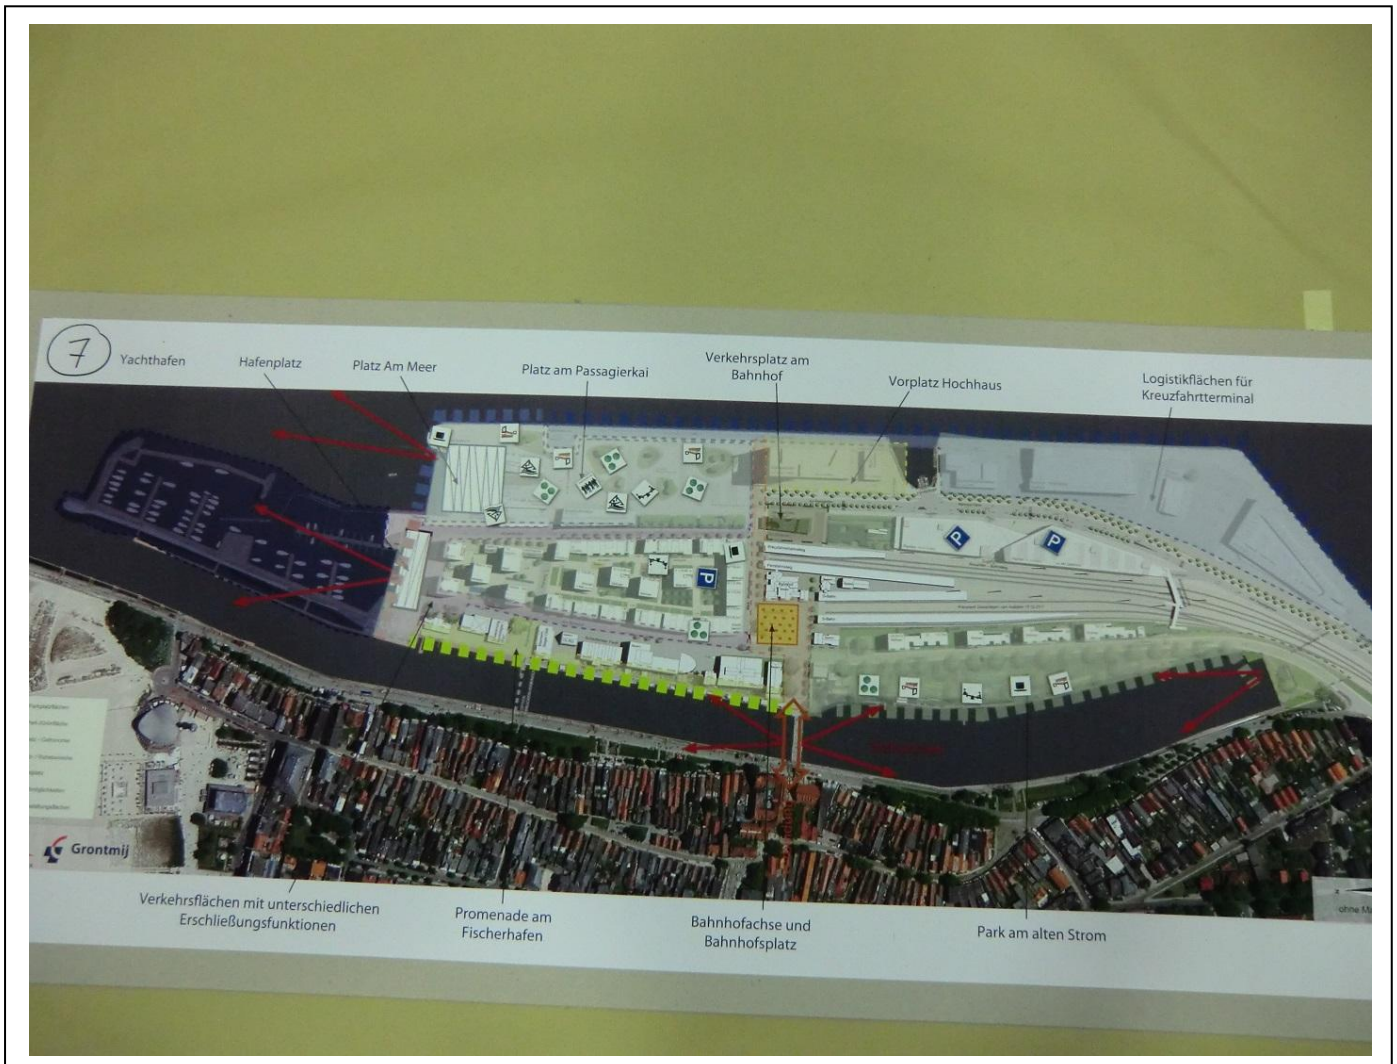 7
Yachthafen
Hafenplatz
Platz Am Meer
Platz am Passagierkai
Verkehrsplatz am
Bahnhof
Vorplatz Hochhaus
Logistikflächen für
Kreuzfahrtterminal
P
P
P
Grontmij
ohne
Verkehrsflächen mit unterschiedlichen
Erschließungsfunktionen
Promenade am
Fischerhafen
Bahnhofachse und
Bahnhofsplatz
Park am alten Strom